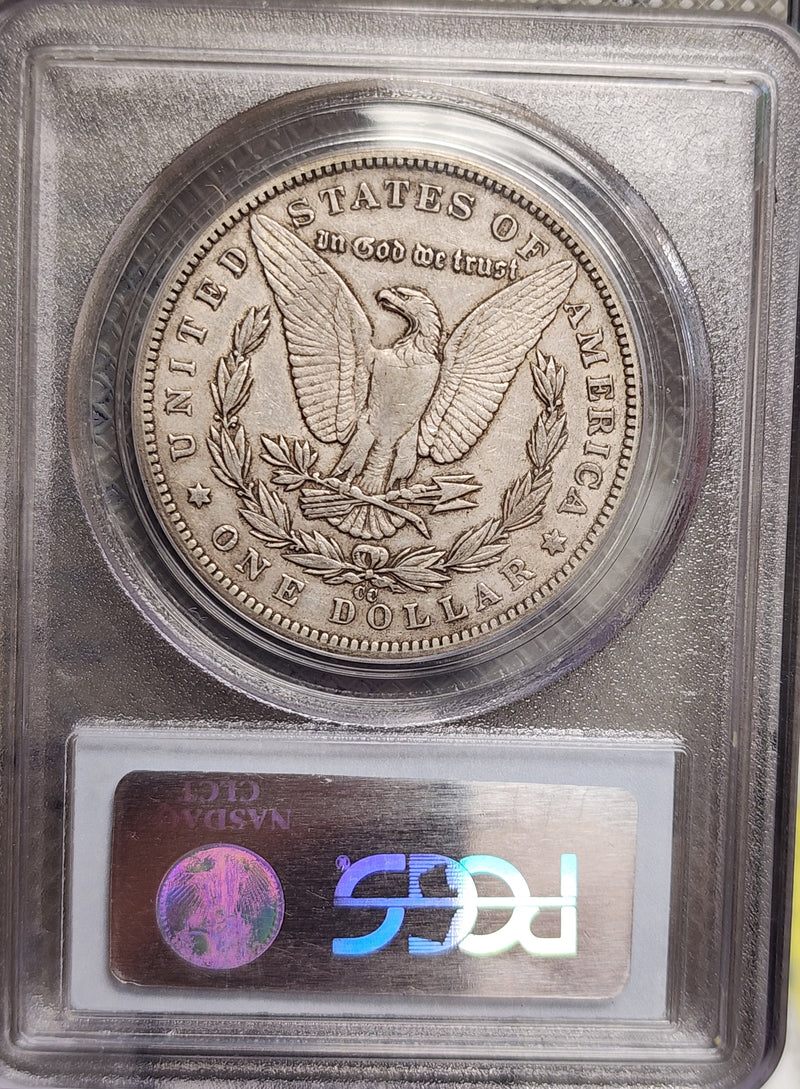 UNITED STATES OF AMERICA
In God we trust
CC
ONE DOLLAR
NASDAQ
CLCT
PCGS®